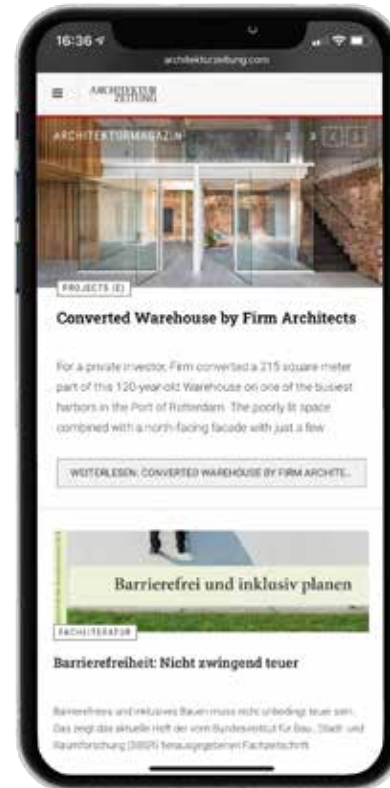 16:36
architekturzeitung.com
ARCHITEKTUR
ZEITUNG
ARCHITEKTURMAGAZIN
PROJECTS (E)
Converted Warehouse by Firm Architects
For a private investor, Firm converted a 215 square meter
part of this 120-year-old Warehouse on one of the busiest
harbors in the Port of Rotterdam. The poorly lit space
combined with a north-facing facade with just a few
WEITERLESEN: CONVERTED WAREHOUSE BY FIRM ARCHITE...
Barrierefrei und inklusiv planen
FACHLITERATUR
Barrierefreiheit: Nicht zwingend teuer
Barrierefreies und inklusives Bauen muss nicht unbedingt teuer sein.
Das zeigt das aktuelle Heft der vom Bundesinstitut für Bau-, Stadt- und
Raumforschung (BBSR) herausgegebenen Fachzeitschrift